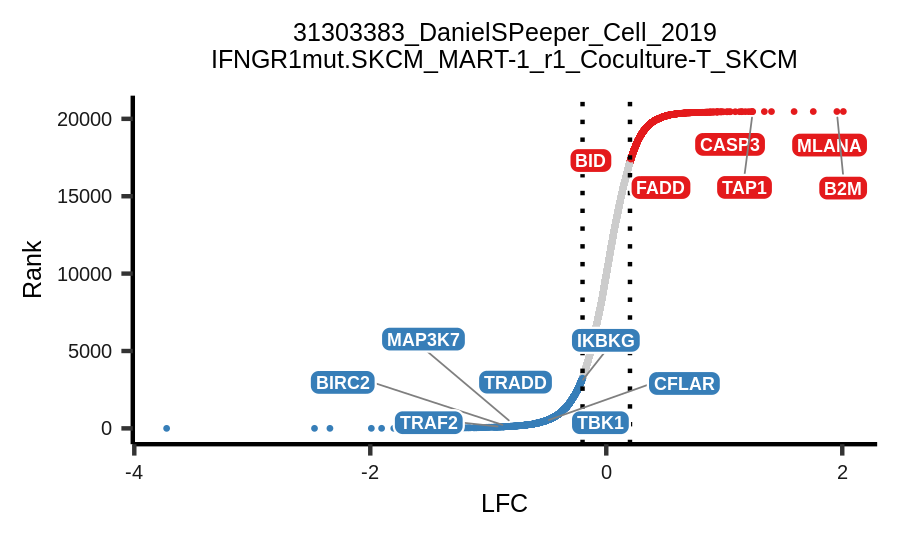 31303383_DanielSPeeper_Cell_2019
IFNGR1mut.SKCM_MART-1_r1_Coculture-T_SKCM
20000
15000
10000
5000
0
Rank
BID
CASP3
MLANA
FADD
TAP1
B2M
MAP3K7
IKBKG
BIRC2
TRADD
CFLAR
TRAF2
TBK1
-4
-2
0
2
LFC